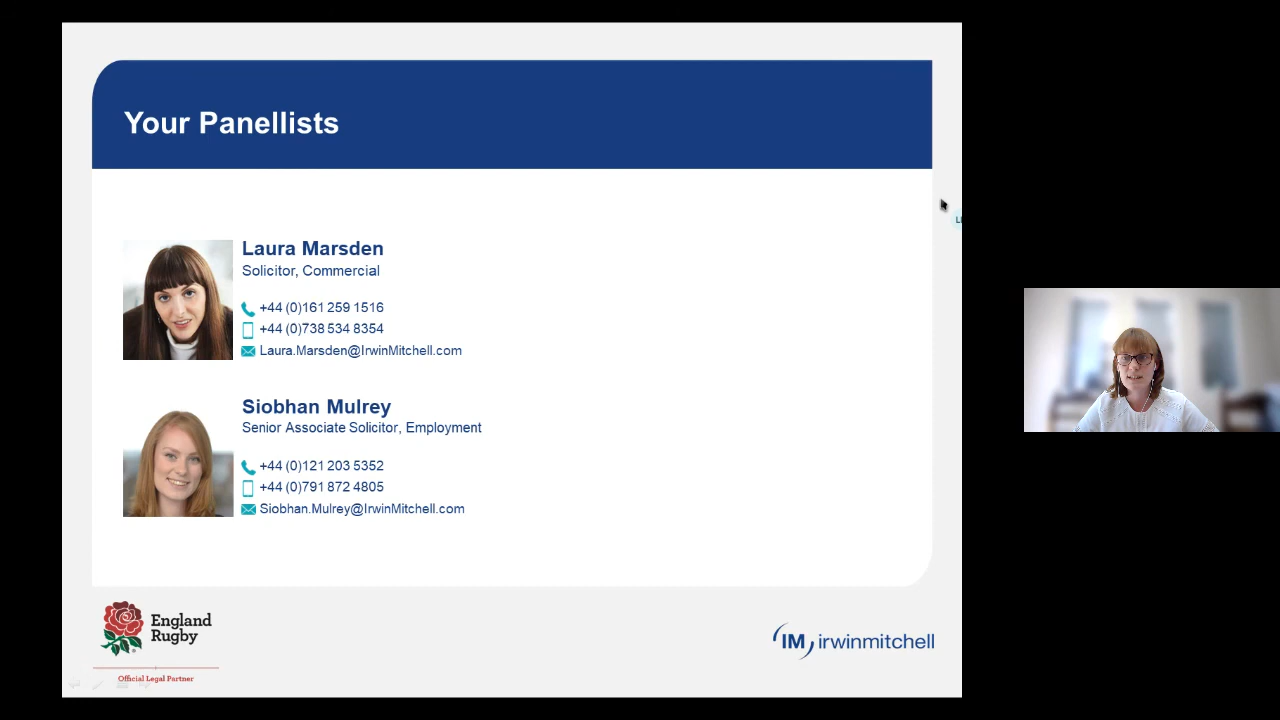 Your Panellists
Laura Marsden
Solicitor, Commercial
+44 (0)161 259 1516
+44 (0)738 534 8354
Laura.Marsden@IrwinMitchell.com
Siobhan Mulrey
Senior Associate Solicitor, Employment
+44 (0)121 203 5352
+44 (0)791 872 4805
Siobhan.Mulrey@IrwinMitchell.com
England
Rugby
Official Legal Partner
IM irwinmitchell